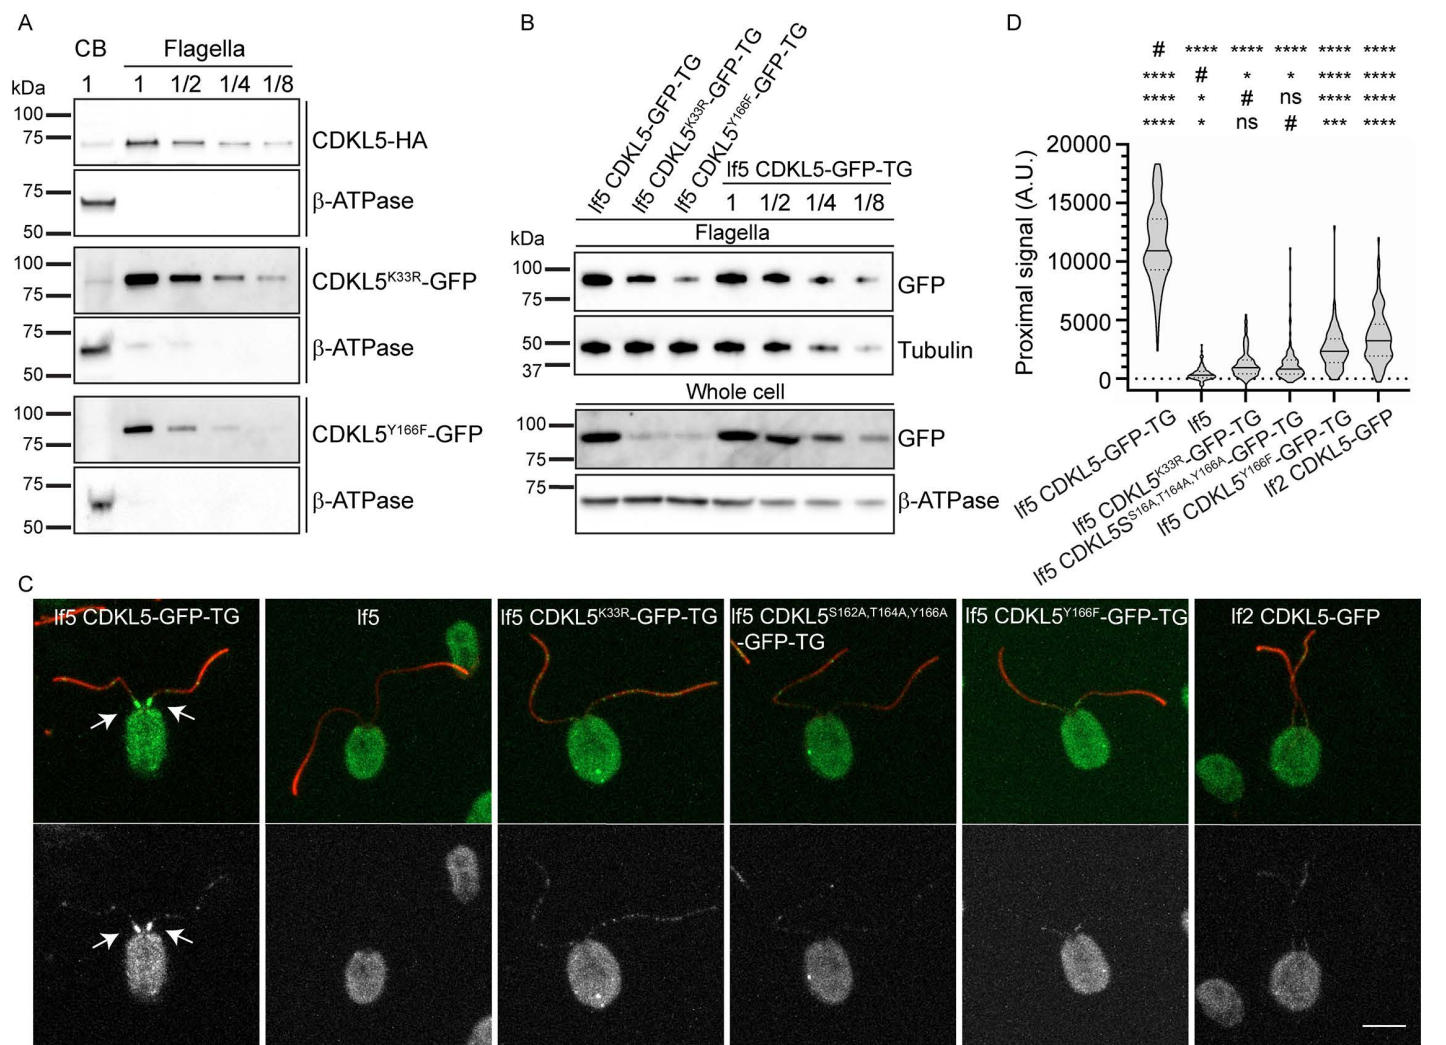 A
CB
Flagella
kDa
1
1
1/2
1/4
1/8
100
75
CDKL5-HA
75
50
β-ATPase
100
75
CDKL5K33R-GFP
75
50
β-ATPase
100
75
CDKL5Y166F-GFP
75
50
β-ATPase
B
lf5 CDKL5-GFP-TG
lf5 CDKL5K33R-GFP-TG
lf5 CDKL5Y166F-GFP-TG
lf5 CDKL5-GFP-TG
1
1/2
1/4
1/8
Flagella
kDa
100
75
GFP
50
37
Tubulin
Whole cell
100
75
GFP
75
β-ATPase
D
# **** **** **** **** ****
**** # * * **** ****
**** * # ns **** ****
**** * ns # *** ****
Proximal signal (A.U.)
20000
15000
10000
5000
0
lf5 CDKL5-GFP-TG
lf5
lf5 CDKL5K33R-GFP-TG
lf5 CDKL5SS16A,T164A,Y166A-GFP-TG
lf5 CDKL5Y166F-GFP-TG
lf2 CDKL5-GFP
C
lf5 CDKL5-GFP-TG
lf5
lf5 CDKL5K33R-GFP-TG
lf5 CDKL5S162A,T164A,Y166A
-GFP-TG
lf5 CDKL5Y166F-GFP-TG
lf2 CDKL5-GFP